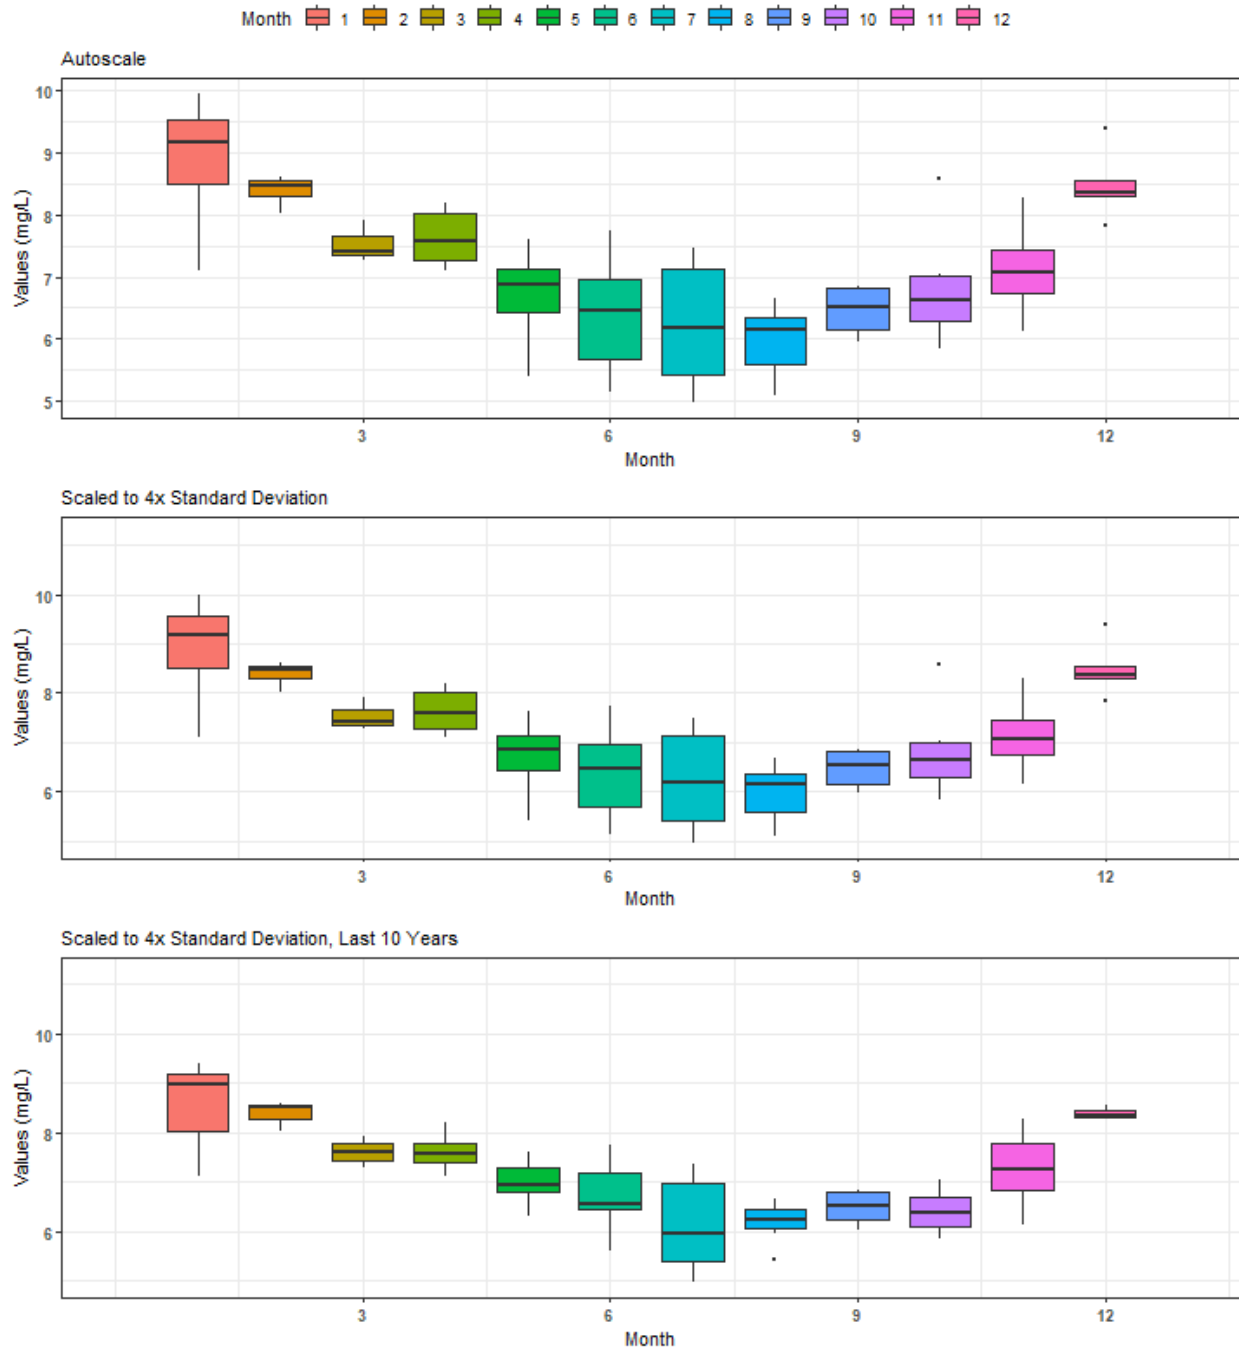 Month 1 2 3 4 5 6 7 8 9 10 11 12
Autoscale
Values (mg/L)
10
9
8
7
6
5
3 6 9 12
Month
Scaled to 4x Standard Deviation
Values (mg/L)
10
8
6
3 6 9 12
Month
Scaled to 4x Standard Deviation, Last 10 Years
Values (mg/L)
10
8
6
3 6 9 12
Month